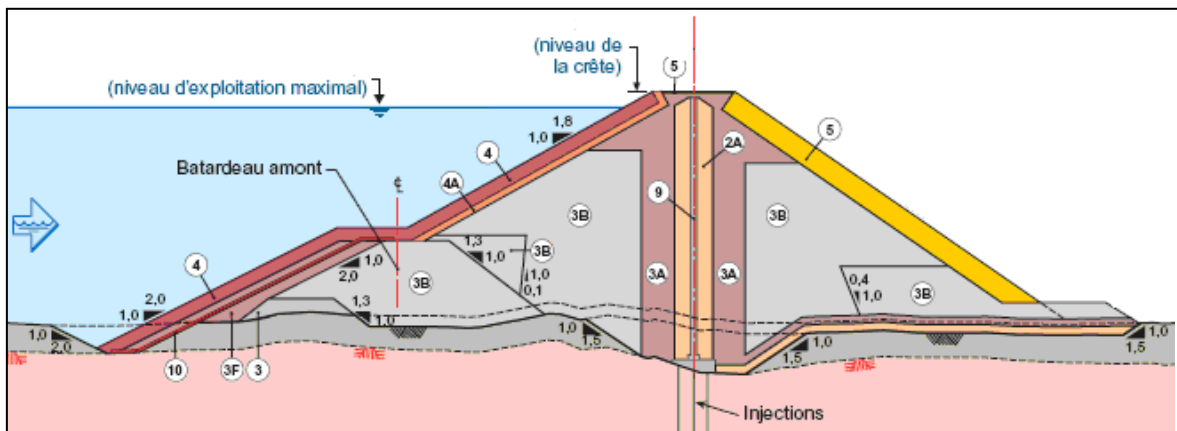 (niveau de
la crête)
5
(niveau d'exploitation maximal)
1,8
1,0
4
2A
5
Batardeau amont
℄
4A
9
3B
3B
1,3
1,0
3B
4
1,0
2,0
3B
1,0
0,1
3A
3A
0,4
1,0
3B
2,0
1,0
1,3
1,0
1,0
2,0
1,0
1,5
1,0
1,5
1,0
1,5
10
3F
3
Injections